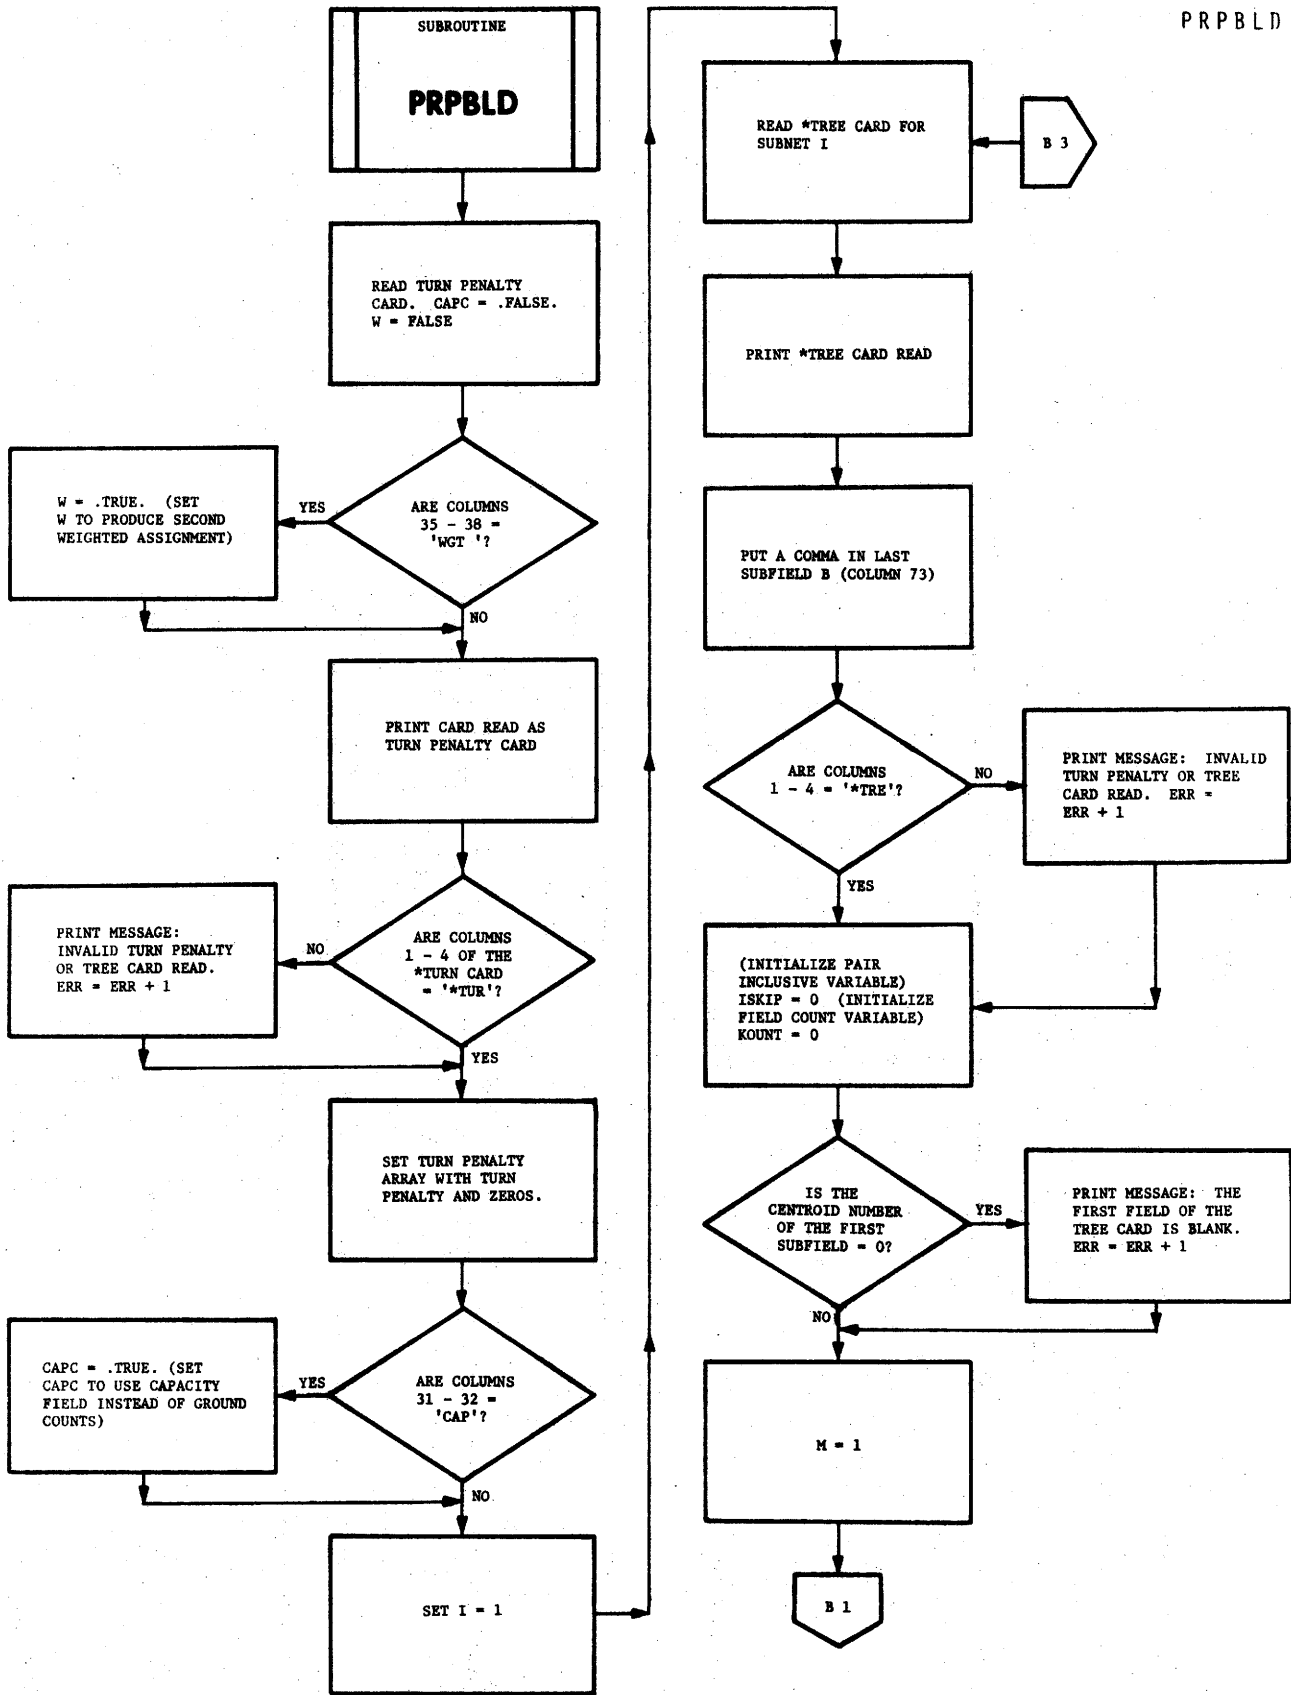 PRPBLD
SUBROUTINE
PRPBLD
READ TURN PENALTY
CARD. CAPC = .FALSE.
W = FALSE
ARE COLUMNS
35 - 38 =
'WGT '?
YES
W = .TRUE. (SET
W TO PRODUCE SECOND
WEIGHTED ASSIGNMENT)
NO
PRINT CARD READ AS
TURN PENALTY CARD
ARE COLUMNS
1 - 4 OF THE
*TURN CARD
= '*TUR'?
NO
PRINT MESSAGE:
INVALID TURN PENALTY
OR TREE CARD READ.
ERR = ERR + 1
YES
SET TURN PENALTY
ARRAY WITH TURN
PENALTY AND ZEROS.
ARE COLUMNS
31 - 32 =
'CAP'?
YES
CAPC = .TRUE. (SET
CAPC TO USE CAPACITY
FIELD INSTEAD OF GROUND
COUNTS)
NO
SET I = 1
READ *TREE CARD FOR
SUBNET I
B 3
PRINT *TREE CARD READ
PUT A COMMA IN LAST
SUBFIELD B (COLUMN 73)
ARE COLUMNS
1 - 4 = '*TRE'?
NO
PRINT MESSAGE: INVALID
TURN PENALTY OR TREE
CARD READ. ERR =
ERR + 1
YES
(INITIALIZE PAIR
INCLUSIVE VARIABLE)
ISKIP = 0 (INITIALIZE
FIELD COUNT VARIABLE)
KOUNT = 0
IS THE
CENTROID NUMBER
OF THE FIRST
SUBFIELD = 0?
YES
PRINT MESSAGE: THE
FIRST FIELD OF THE
TREE CARD IS BLANK.
ERR = ERR + 1
NO
M = 1
B 1